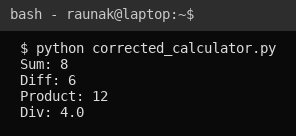 bash - raunak@laptop:~$
$ python corrected_calculator.py
Sum: 8
Diff: 6
Product: 12
Div: 4.0